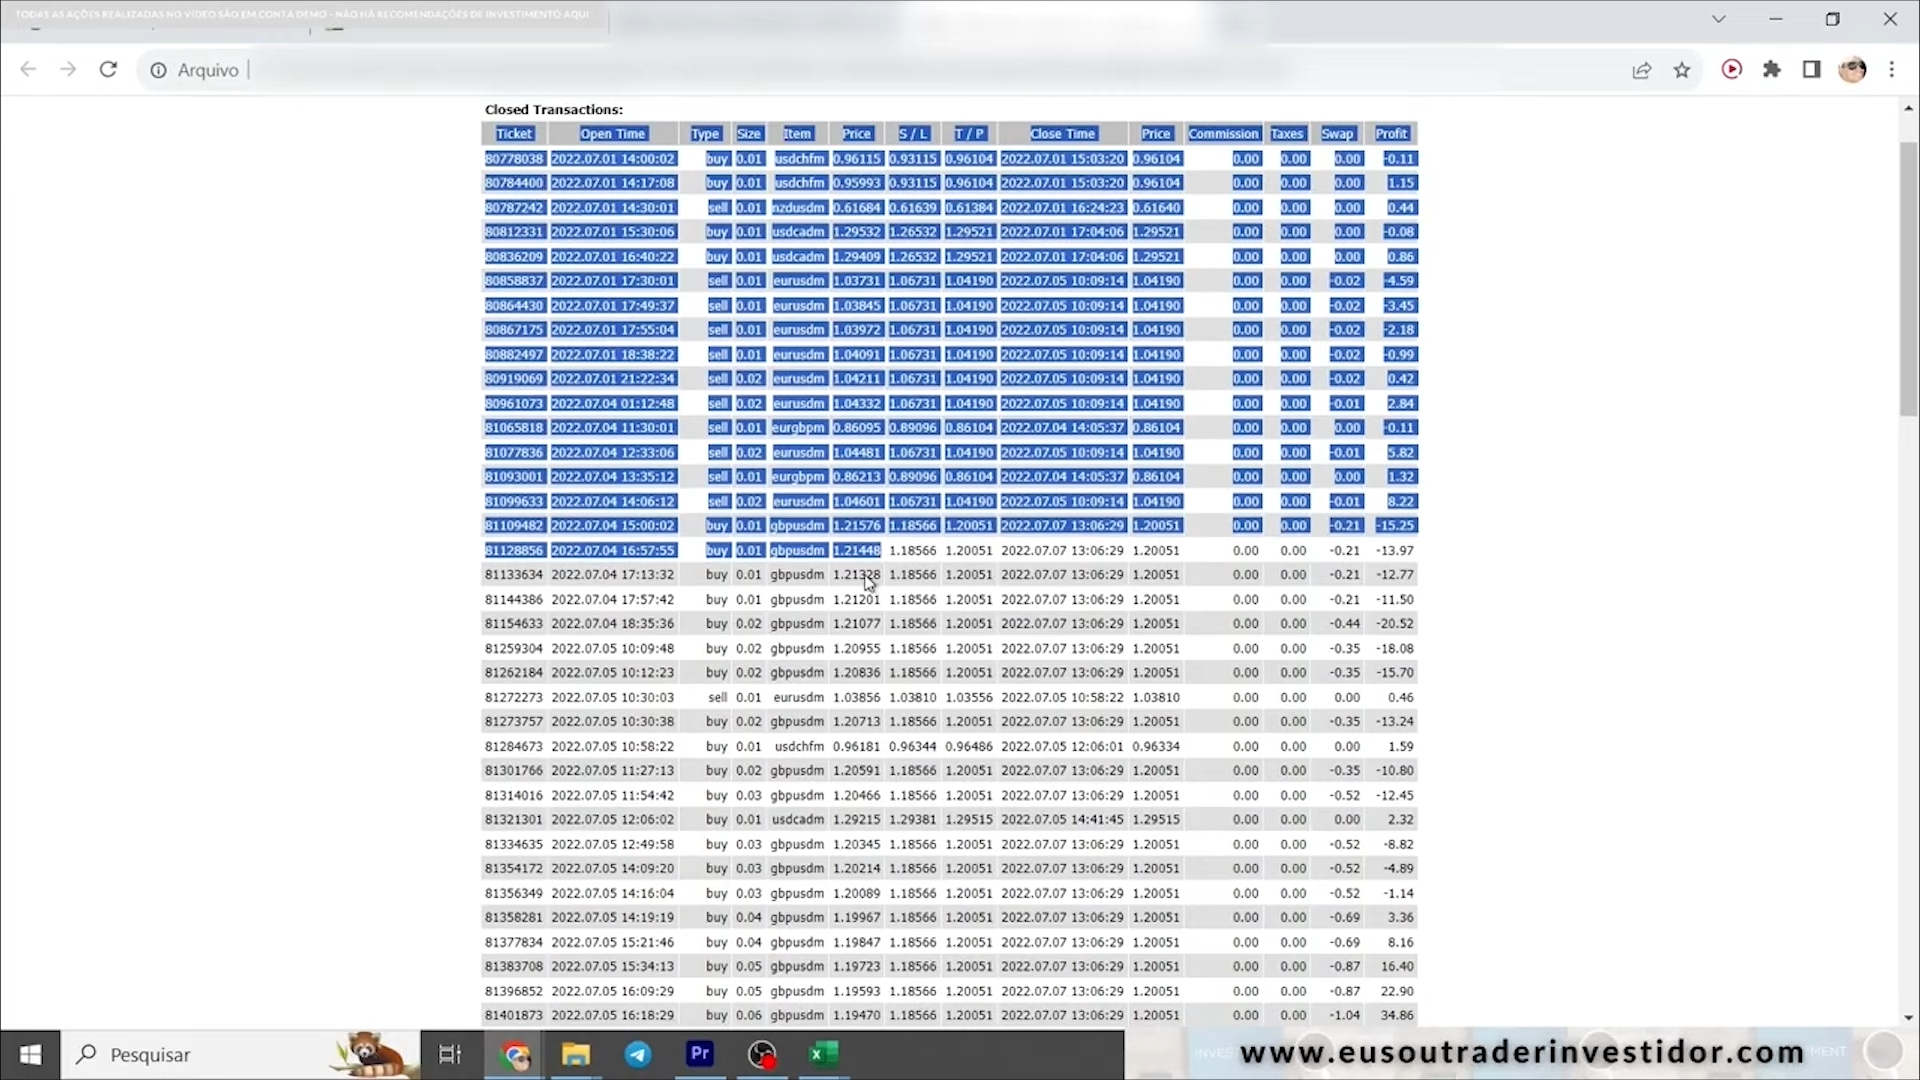 TODAS AS AÇÕES REALIZADAS NO VÍDEO SÃO EM CONTA DEMO - NÃO HÁ RECOMENDAÇÕES DE INVESTIMENTO AQUI
Arquivo
Closed Transactions:
Ticket Open Time Type Size Item Price S / L T / P Close Time Price Commission Taxes Swap Profit
80778038 2022.07.01 14:00:02 buy 0.01 usdchfm 0.96115 0.93115 0.96104 2022.07.01 15:03:20 0.96104 0.00 0.00 0.00 -0.11
80784400 2022.07.01 14:17:08 buy 0.01 usdchfm 0.95993 0.93115 0.96104 2022.07.01 15:03:20 0.96104 0.00 0.00 0.00 1.15
80787242 2022.07.01 14:30:01 sell 0.01 nzdusdm 0.61684 0.61639 0.61384 2022.07.01 16:24:23 0.61640 0.00 0.00 0.00 0.44
80812331 2022.07.01 15:30:06 buy 0.01 usdcadm 1.29532 1.26532 1.29521 2022.07.01 17:04:06 1.29521 0.00 0.00 0.00 -0.08
80836209 2022.07.01 16:40:22 buy 0.01 usdcadm 1.29409 1.26532 1.29521 2022.07.01 17:04:06 1.29521 0.00 0.00 0.00 0.86
80858837 2022.07.01 17:30:01 sell 0.01 eurusdm 1.03731 1.06731 1.04190 2022.07.05 10:09:14 1.04190 0.00 0.00 -0.02 -4.59
80864430 2022.07.01 17:49:37 sell 0.01 eurusdm 1.03845 1.06731 1.04190 2022.07.05 10:09:14 1.04190 0.00 0.00 -0.02 -3.45
80867175 2022.07.01 17:55:04 sell 0.01 eurusdm 1.03972 1.06731 1.04190 2022.07.05 10:09:14 1.04190 0.00 0.00 -0.02 -2.18
80882497 2022.07.01 18:38:22 sell 0.01 eurusdm 1.04091 1.06731 1.04190 2022.07.05 10:09:14 1.04190 0.00 0.00 -0.02 -0.99
80919069 2022.07.01 21:22:34 sell 0.02 eurusdm 1.04211 1.06731 1.04190 2022.07.05 10:09:14 1.04190 0.00 0.00 -0.02 0.42
80961073 2022.07.04 01:12:48 sell 0.02 eurusdm 1.04332 1.06731 1.04190 2022.07.05 10:09:14 1.04190 0.00 0.00 -0.01 2.84
81065818 2022.07.04 11:30:01 sell 0.01 eurgbpm 0.86095 0.89096 0.86104 2022.07.04 14:05:37 0.86104 0.00 0.00 0.00 -0.11
81077836 2022.07.04 12:33:06 sell 0.02 eurusdm 1.04481 1.06731 1.04190 2022.07.05 10:09:14 1.04190 0.00 0.00 -0.01 5.82
81093001 2022.07.04 13:35:12 sell 0.01 eurgbpm 0.86213 0.89096 0.86104 2022.07.04 14:05:37 0.86104 0.00 0.00 0.00 1.32
81099633 2022.07.04 14:06:12 sell 0.02 eurusdm 1.04601 1.06731 1.04190 2022.07.05 10:09:14 1.04190 0.00 0.00 -0.01 8.22
81109482 2022.07.04 15:00:02 buy 0.01 gbpusdm 1.21576 1.18566 1.20051 2022.07.07 13:06:29 1.20051 0.00 0.00 -0.21 -15.25
81128856 2022.07.04 16:57:55 buy 0.01 gbpusdm 1.21448 1.18566 1.20051 2022.07.07 13:06:29 1.20051 0.00 0.00 -0.21 -13.97
81133634 2022.07.04 17:13:32 buy 0.01 gbpusdm 1.21328 1.18566 1.20051 2022.07.07 13:06:29 1.20051 0.00 0.00 -0.21 -12.77
81144386 2022.07.04 17:57:42 buy 0.01 gbpusdm 1.21201 1.18566 1.20051 2022.07.07 13:06:29 1.20051 0.00 0.00 -0.21 -11.50
81154633 2022.07.04 18:35:36 buy 0.02 gbpusdm 1.21077 1.18566 1.20051 2022.07.07 13:06:29 1.20051 0.00 0.00 -0.44 -20.52
81259304 2022.07.05 10:09:48 buy 0.02 gbpusdm 1.20955 1.18566 1.20051 2022.07.07 13:06:29 1.20051 0.00 0.00 -0.35 -18.08
81262184 2022.07.05 10:12:23 buy 0.02 gbpusdm 1.20836 1.18566 1.20051 2022.07.07 13:06:29 1.20051 0.00 0.00 -0.35 -15.70
81272273 2022.07.05 10:30:03 sell 0.01 eurusdm 1.03856 1.03810 1.03556 2022.07.05 10:58:22 1.03810 0.00 0.00 0.00 0.46
81273757 2022.07.05 10:30:38 buy 0.02 gbpusdm 1.20713 1.18566 1.20051 2022.07.07 13:06:29 1.20051 0.00 0.00 -0.35 -13.24
81284673 2022.07.05 10:58:22 buy 0.01 usdchfm 0.96181 0.96344 0.96486 2022.07.05 12:06:01 0.96334 0.00 0.00 0.00 1.59
81301766 2022.07.05 11:27:13 buy 0.02 gbpusdm 1.20591 1.18566 1.20051 2022.07.07 13:06:29 1.20051 0.00 0.00 -0.35 -10.80
81314016 2022.07.05 11:54:42 buy 0.03 gbpusdm 1.20466 1.18566 1.20051 2022.07.07 13:06:29 1.20051 0.00 0.00 -0.52 -12.45
81321301 2022.07.05 12:06:02 buy 0.01 usdcadm 1.29215 1.29381 1.29515 2022.07.05 14:41:45 1.29515 0.00 0.00 0.00 2.32
81334635 2022.07.05 12:49:58 buy 0.03 gbpusdm 1.20345 1.18566 1.20051 2022.07.07 13:06:29 1.20051 0.00 0.00 -0.52 -8.82
81354172 2022.07.05 14:09:20 buy 0.03 gbpusdm 1.20214 1.18566 1.20051 2022.07.07 13:06:29 1.20051 0.00 0.00 -0.52 -4.89
81356349 2022.07.05 14:16:04 buy 0.03 gbpusdm 1.20089 1.18566 1.20051 2022.07.07 13:06:29 1.20051 0.00 0.00 -0.52 -1.14
81358281 2022.07.05 14:19:19 buy 0.04 gbpusdm 1.19967 1.18566 1.20051 2022.07.07 13:06:29 1.20051 0.00 0.00 -0.69 3.36
81377834 2022.07.05 15:21:46 buy 0.04 gbpusdm 1.19847 1.18566 1.20051 2022.07.07 13:06:29 1.20051 0.00 0.00 -0.69 8.16
81383708 2022.07.05 15:34:13 buy 0.05 gbpusdm 1.19723 1.18566 1.20051 2022.07.07 13:06:29 1.20051 0.00 0.00 -0.87 16.40
81396852 2022.07.05 16:09:29 buy 0.05 gbpusdm 1.19593 1.18566 1.20051 2022.07.07 13:06:29 1.20051 0.00 0.00 -0.87 22.90
81401873 2022.07.05 16:18:29 buy 0.06 gbpusdm 1.19470 1.18566 1.20051 2022.07.07 13:06:29 1.20051 0.00 0.00 -1.04 34.86
Pesquisar
Pr
www.eusoutraderinvestidor.com